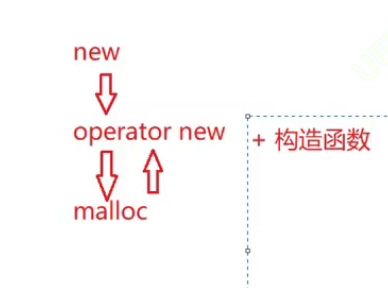 new
operator new
+ 构造函数
malloc